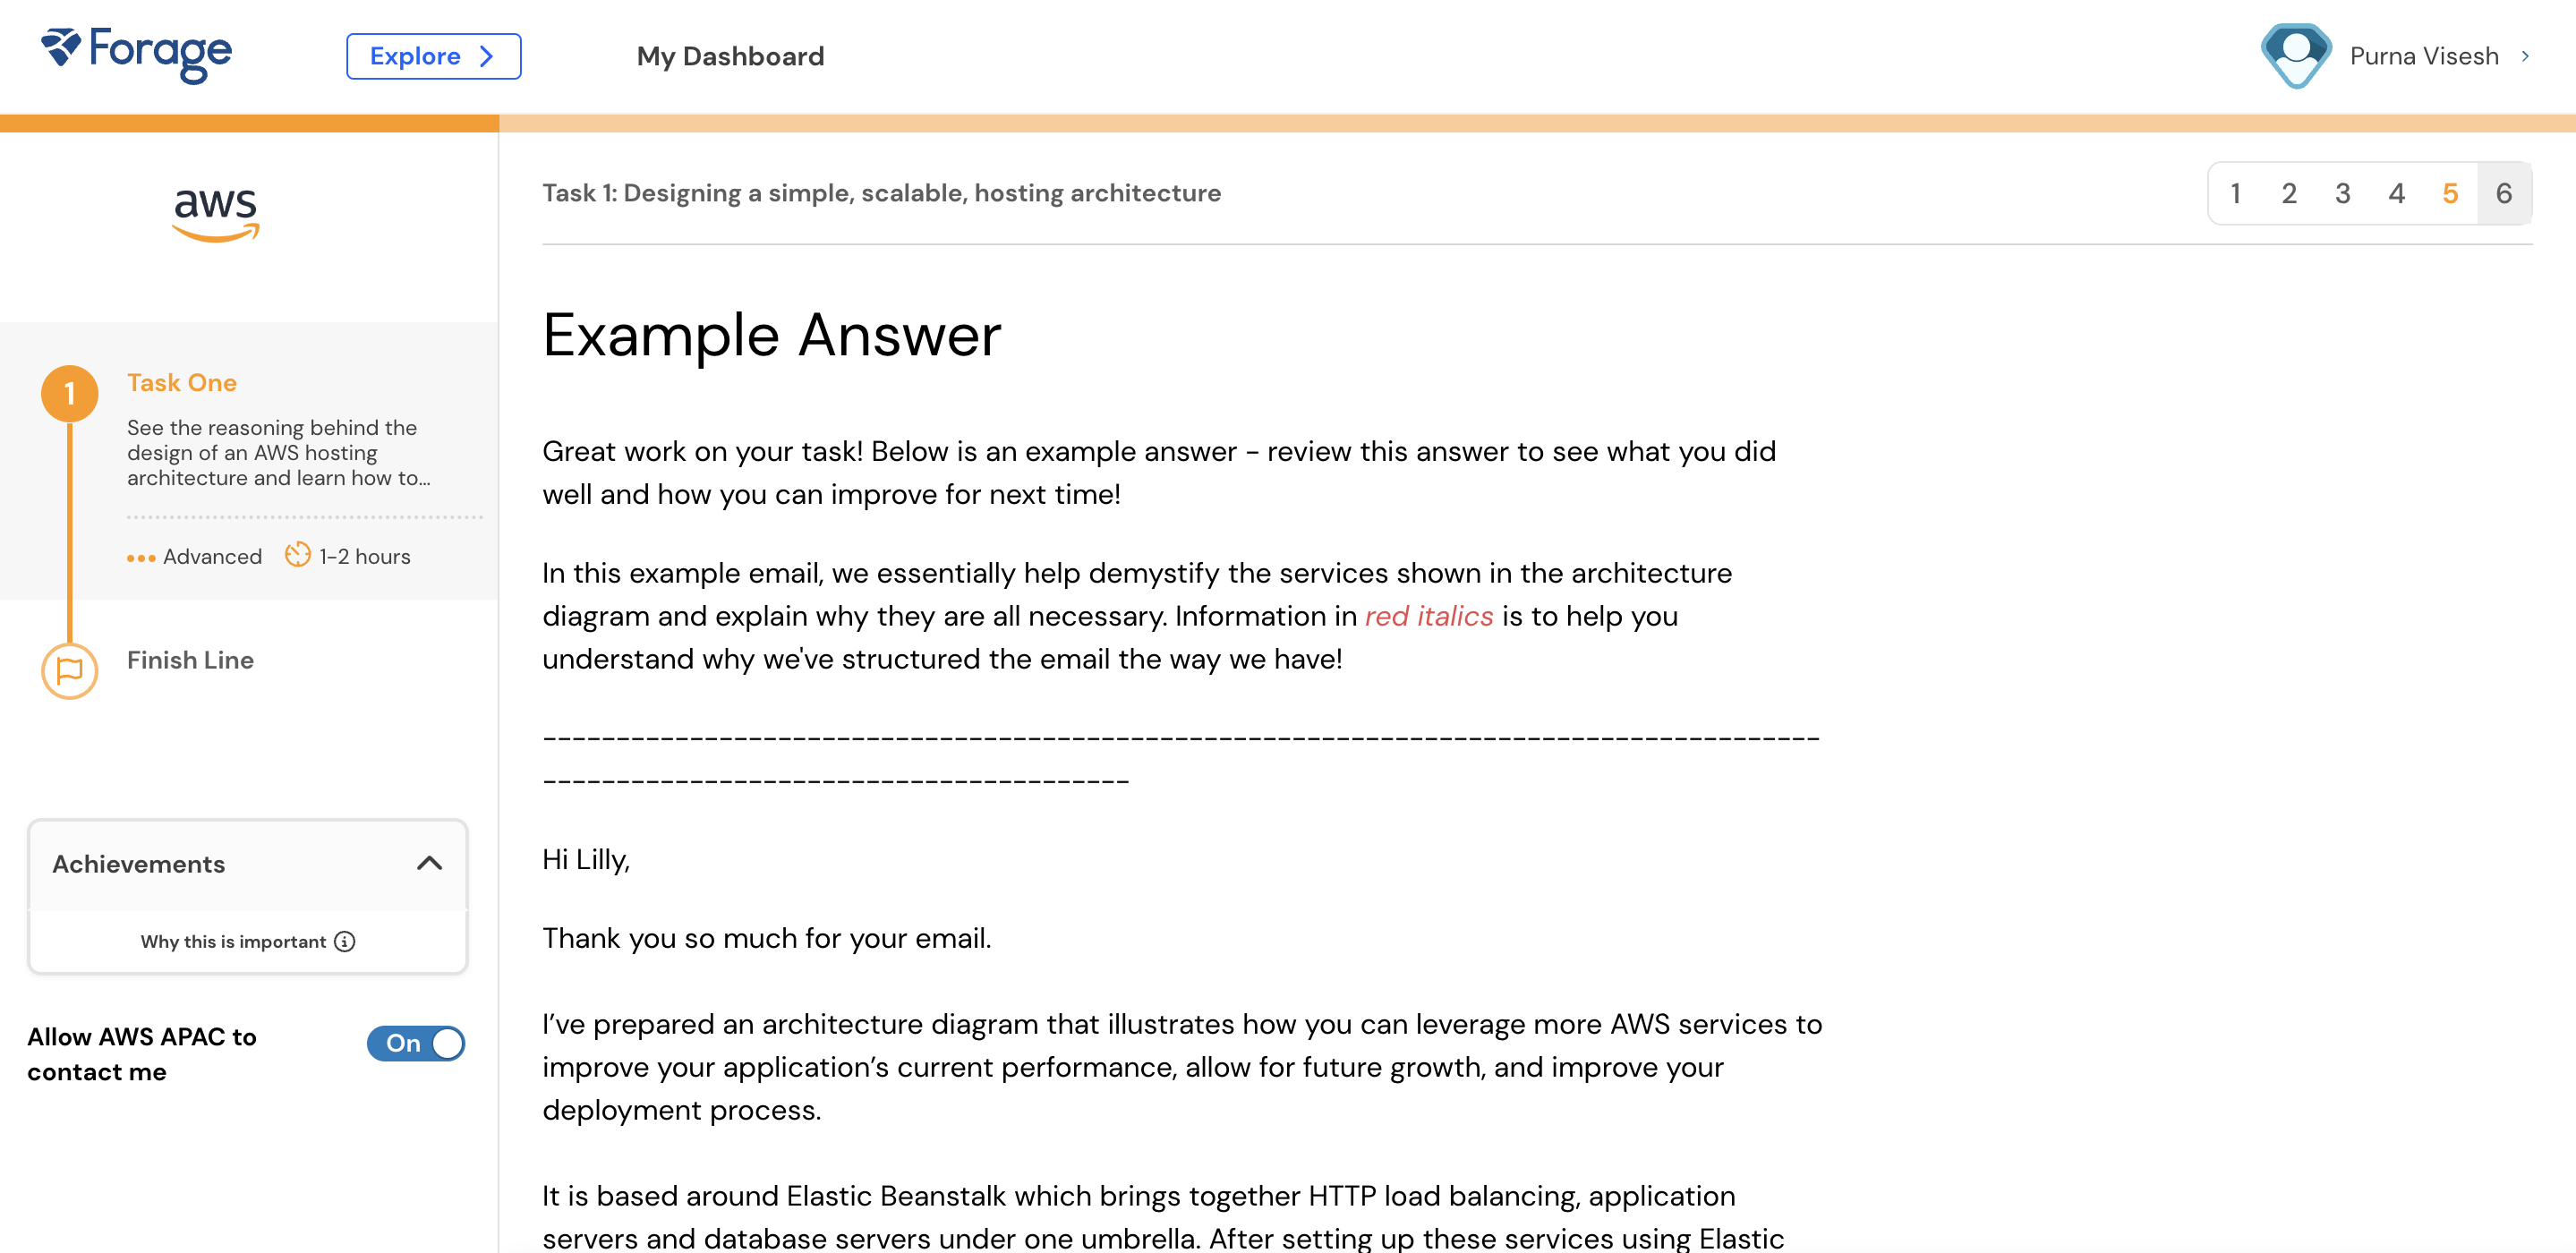 Forage
Explore
My Dashboard
Purna Visesh
aws
1
Task One
See the reasoning behind the
design of an AWS hosting
architecture and learn how to...
Advanced
1-2 hours
Finish Line
Achievements
Why this is important
Allow AWS APAC to
contact me
On
Task 1: Designing a simple, scalable, hosting architecture
1 2 3 4 5 6
Example Answer
Great work on your task! Below is an example answer - review this answer to see what you did
well and how you can improve for next time!
In this example email, we essentially help demystify the services shown in the architecture
diagram and explain why they are all necessary. Information in red italics is to help you
understand why we've structured the email the way we have!
---------------------------------------------------------------------------------------
----------------------------------------
Hi Lilly,
Thank you so much for your email.
I’ve prepared an architecture diagram that illustrates how you can leverage more AWS services to
improve your application’s current performance, allow for future growth, and improve your
deployment process.
It is based around Elastic Beanstalk which brings together HTTP load balancing, application
servers and database servers under one umbrella. After setting up these services using Elastic